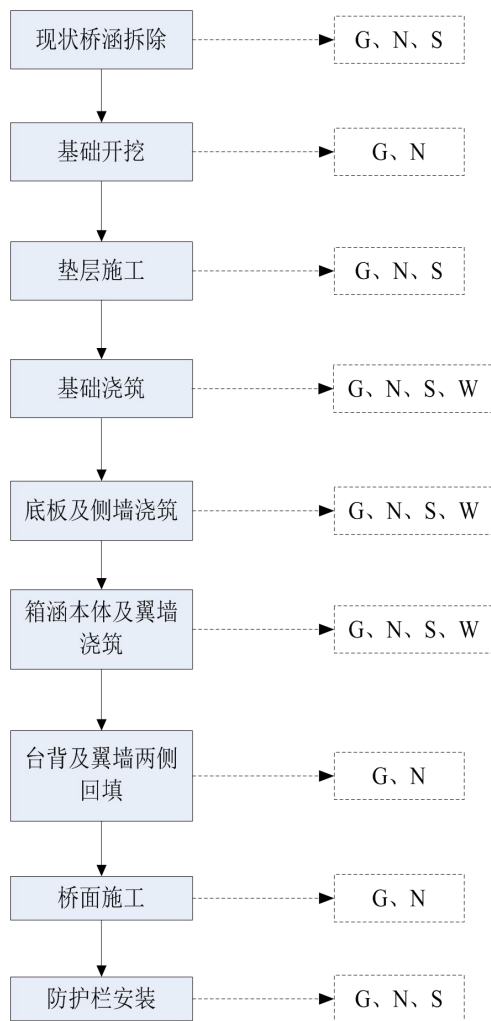 现状桥涵拆除
G、N、S
基础开挖
G、N
垫层施工
G、N、S
基础浇筑
G、N、S、W
底板及侧墙浇筑
G、N、S、W
箱涵本体及翼墙
浇筑
G、N、S、W
台背及翼墙两侧
回填
G、N
桥面施工
G、N
防护栏安装
G、N、S